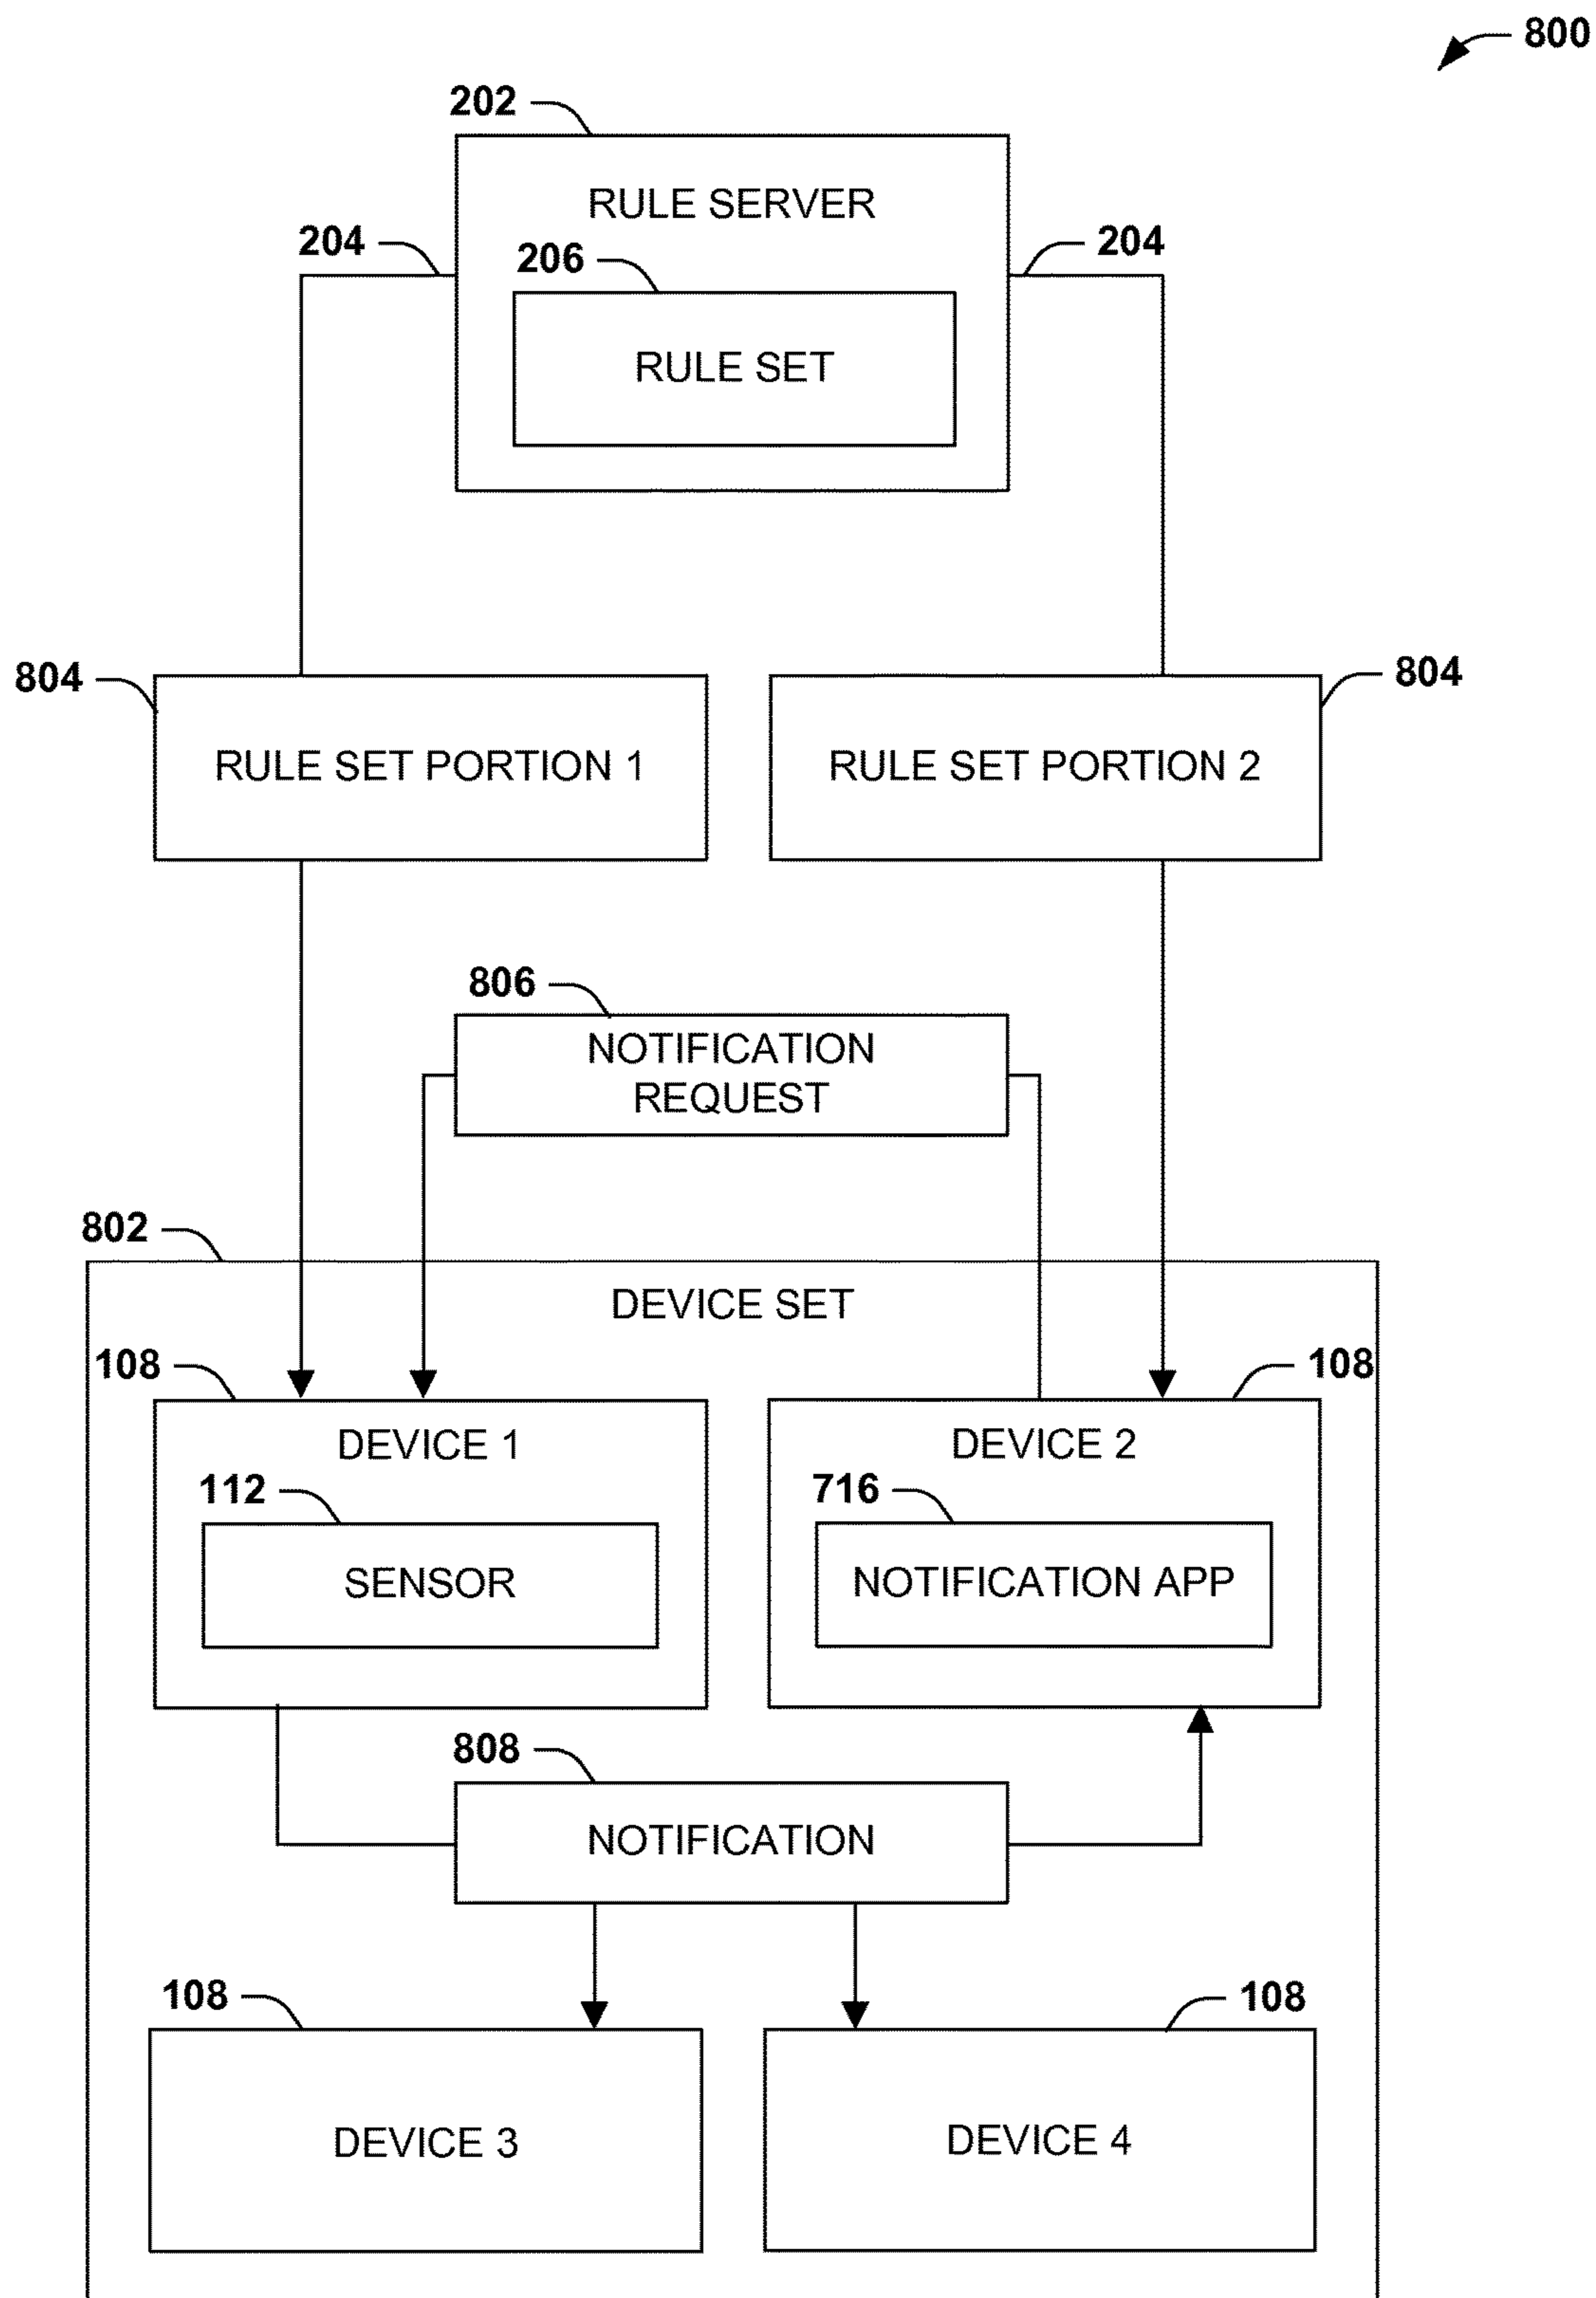 800
202
RULE SERVER
204
206
204
RULE SET
804
804
RULE SET PORTION 1
RULE SET PORTION 2
806
NOTIFICATION
REQUEST
802
DEVICE SET
108
108
DEVICE 1
DEVICE 2
112
716
SENSOR
NOTIFICATION APP
808
NOTIFICATION
108
108
DEVICE 3
DEVICE 4